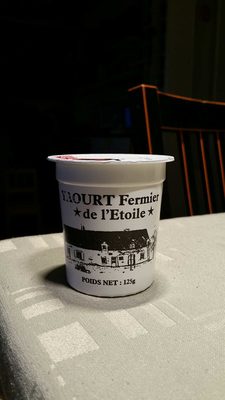 YAOURT Fermier
★ de l'Etoile ★
POIDS NET : 125g